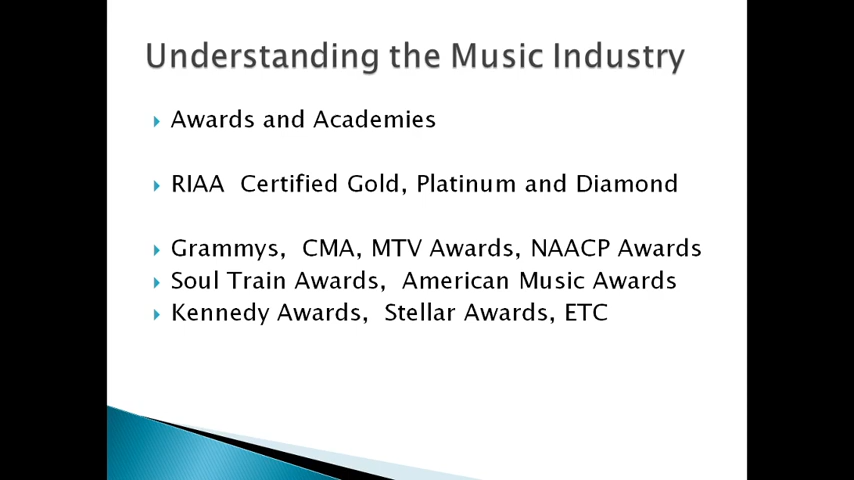 Understanding the Music Industry
Awards and Academies
RIAA  Certified Gold, Platinum and Diamond
Grammys,  CMA, MTV Awards, NAACP Awards
Soul Train Awards,  American Music Awards
Kennedy Awards,  Stellar Awards, ETC